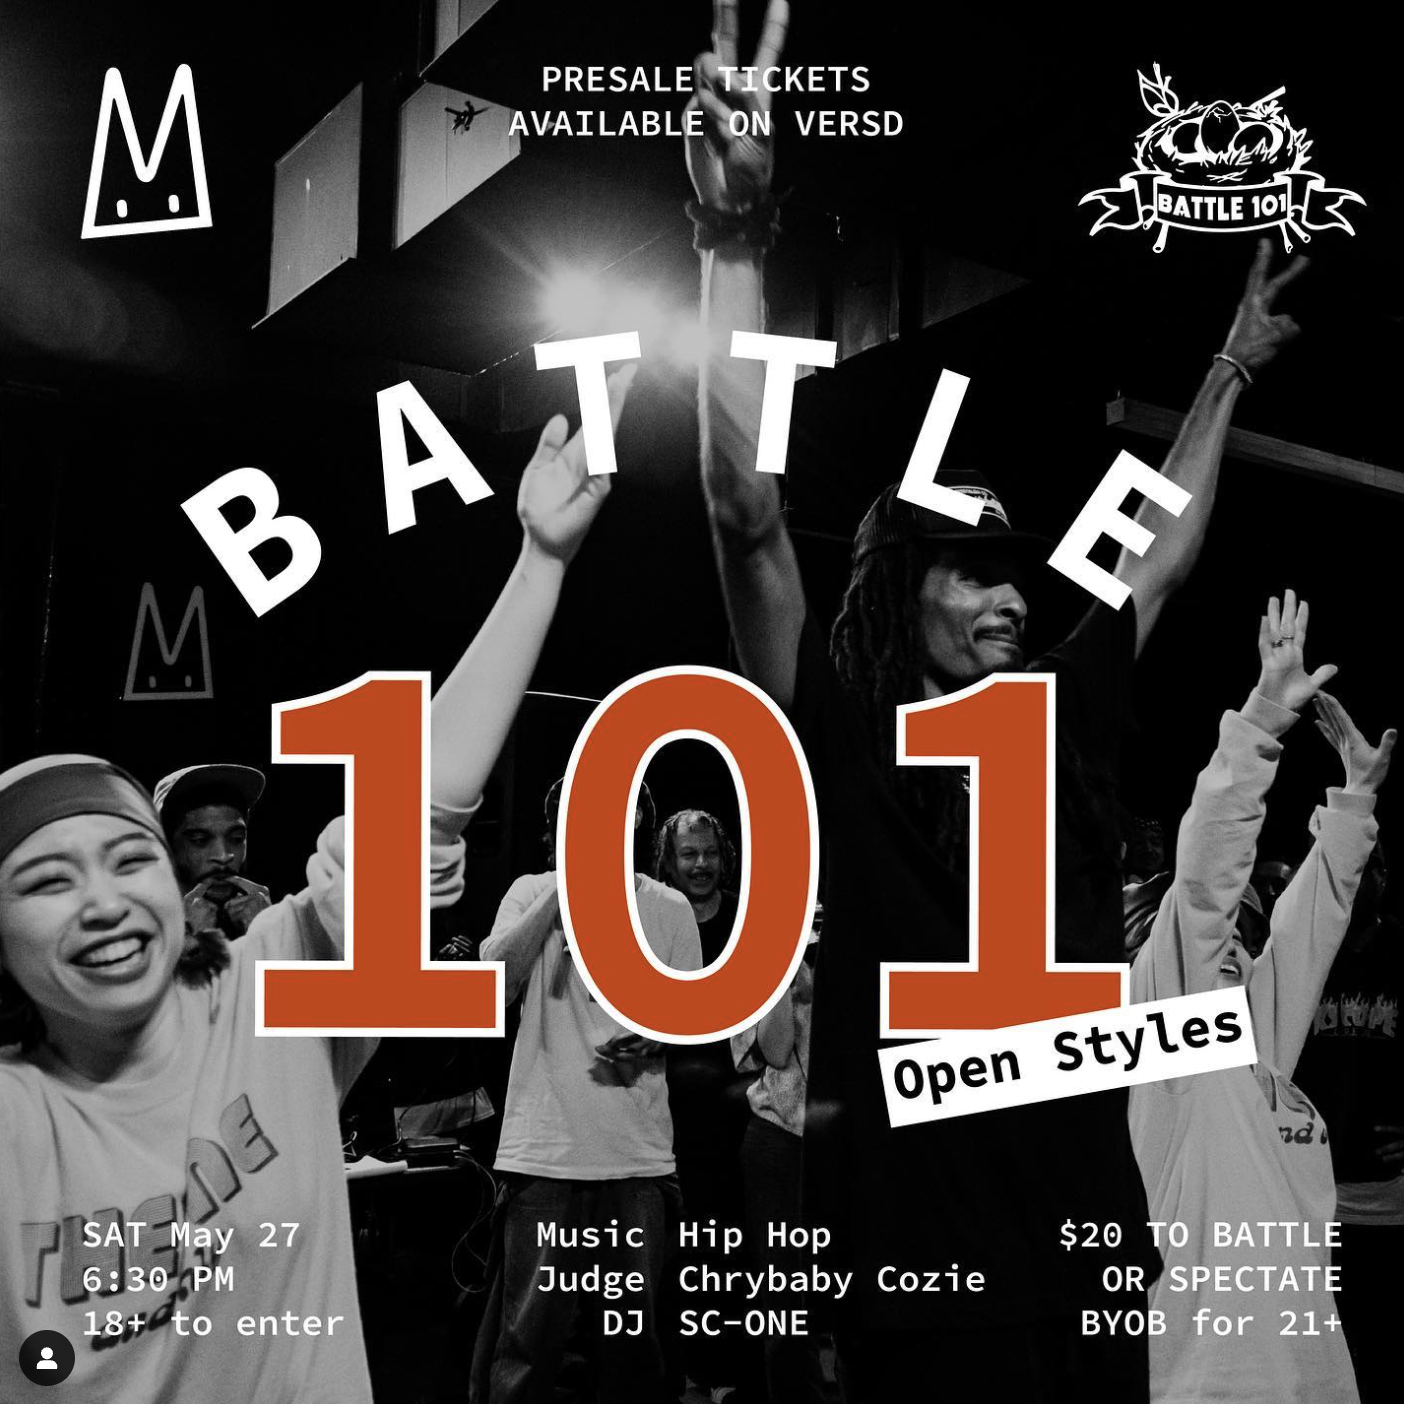 PRESALE TICKETS
AVAILABLE ON VERSD
BATTLE 101
BATTLE
101
Open Styles
THEME
SAT May 27
6:30 PM
18+ to enter
Music Hip Hop
Judge Chrybaby Cozie
DJ SC-ONE
$20 TO BATTLE
OR SPECTATE
BYOB for 21+